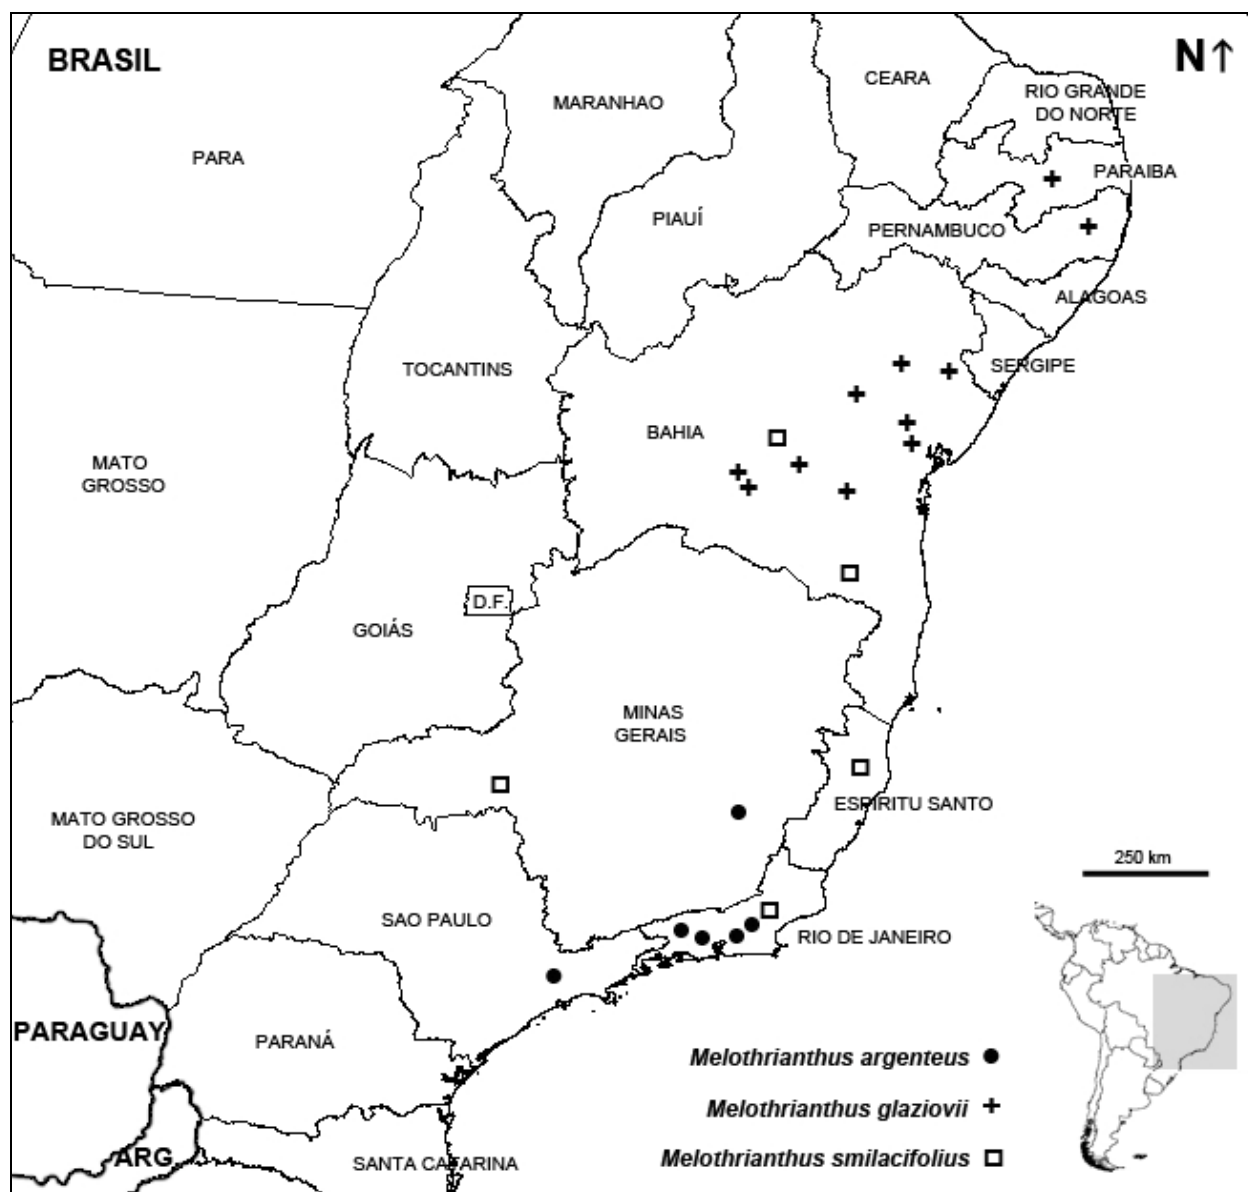 BRASIL
N↑
CEARA
RIO GRANDE
DO NORTE
MARANHAO
PARA
PARAIBA
PIAUÍ
PERNAMBUCO
ALAGOAS
TOCANTINS
SERGIPE
BAHIA
MATO
GROSSO
D.F.
GOIÁS
MINAS
GERAIS
ESPIRITU SANTO
MATO GROSSO
DO SUL
250 km
SAO PAULO
RIO DE JANEIRO
PARAGUAY
PARANÁ
Melothrianthus argenteus
Melothrianthus glaziovii
ARG.
SANTA CATARINA
Melothrianthus smilacifolius